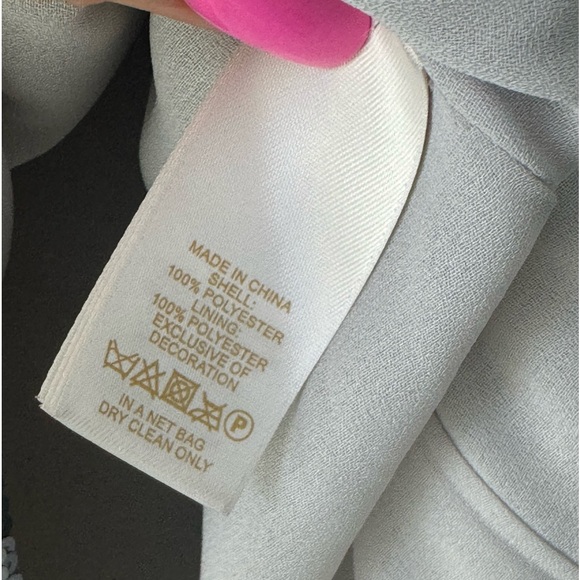 MADE IN CHINA
SHELL:
100% POLYESTER
LINING:
100% POLYESTER
EXCLUSIVE OF
DECORATION
P
IN A NET BAG
DRY CLEAN ONLY